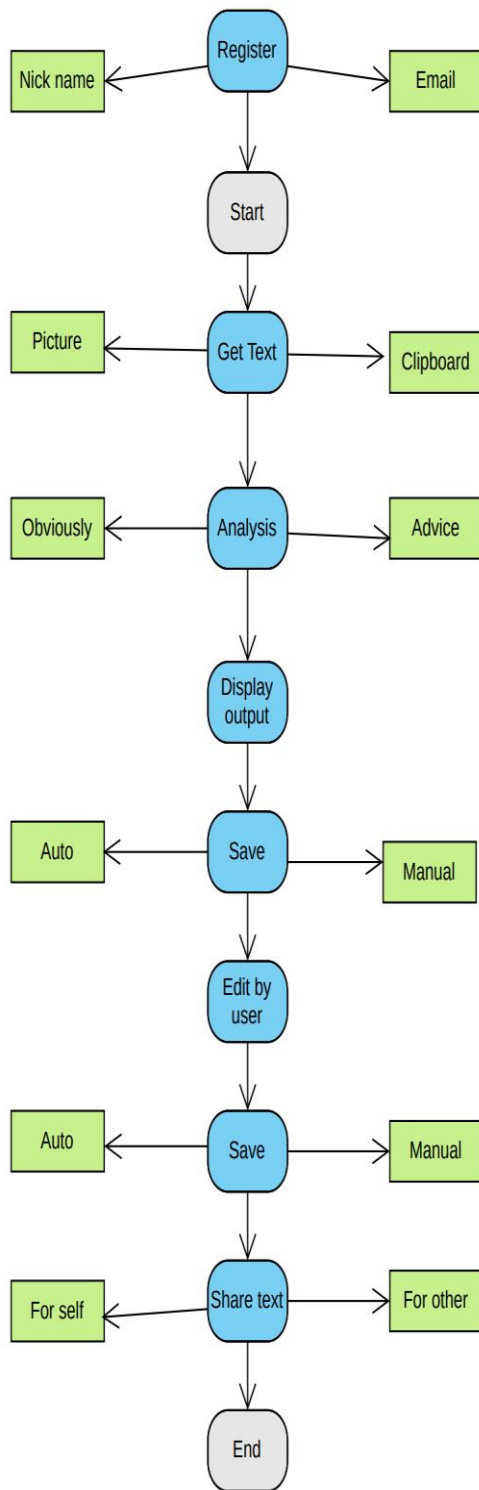 Register
Nick name
Email
Start
Picture
Get Text
Clipboard
Obviously
Analysis
Advice
Display
output
Auto
Save
Manual
Edit by
user
Auto
Save
Manual
For self
Share text
For other
End